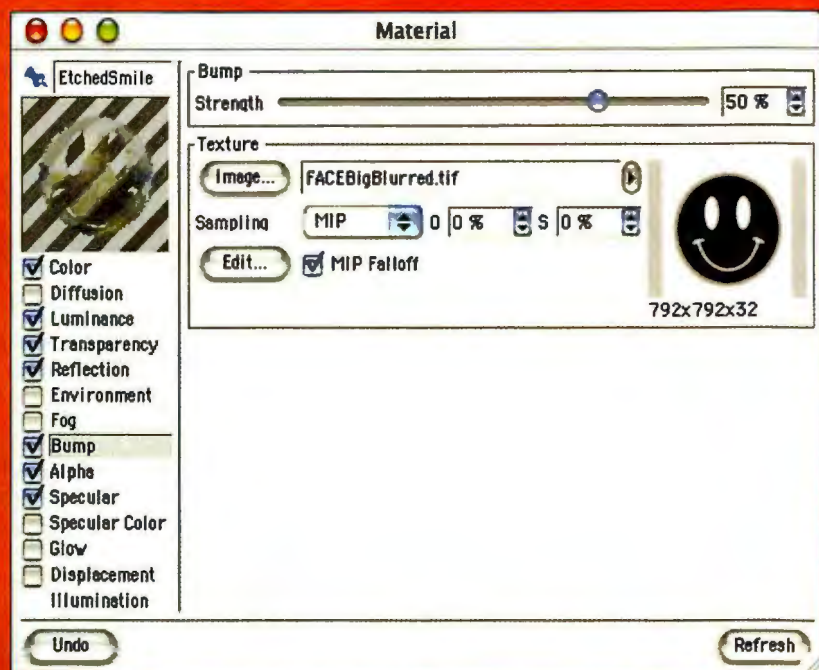 Material
EtchedSmile
Color
Diffusion
Luminance
Transparency
Reflection
Environment
Fog
Bump
Alpha
Specular
Specular Color
Glow
Displacement
Illumination
Bump
Strength 50 %
Texture
Image... FACEBigBlurred.tif
Sampling MIP O 0 % S 0 %
Edit... MIP Falloff
792x792x32
Undo
Refresh